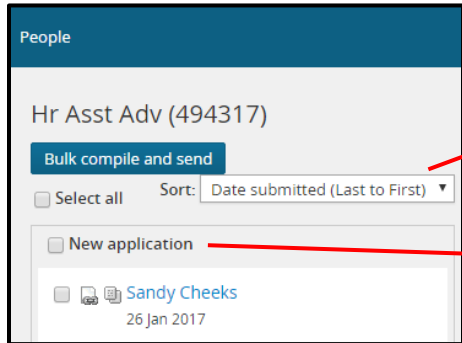 People
Hr Asst Adv (494317)
Bulk compile and send
Select all Sort: Date submitted (Last to First)
New application
Sandy Cheeks
26 Jan 2017